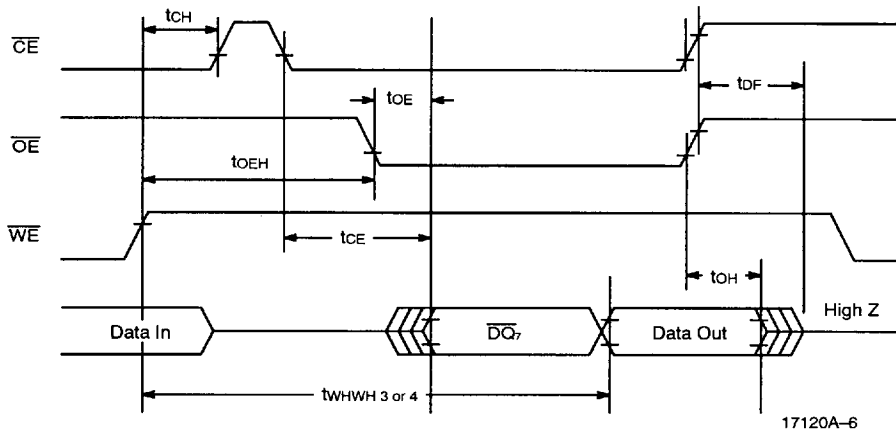 tCH
CE
tDF
tOE
OE
tOEH
WE
tCE
tOH
High Z
Data In
DQ7
Data Out
tWHWH 3 or 4
17120A–6